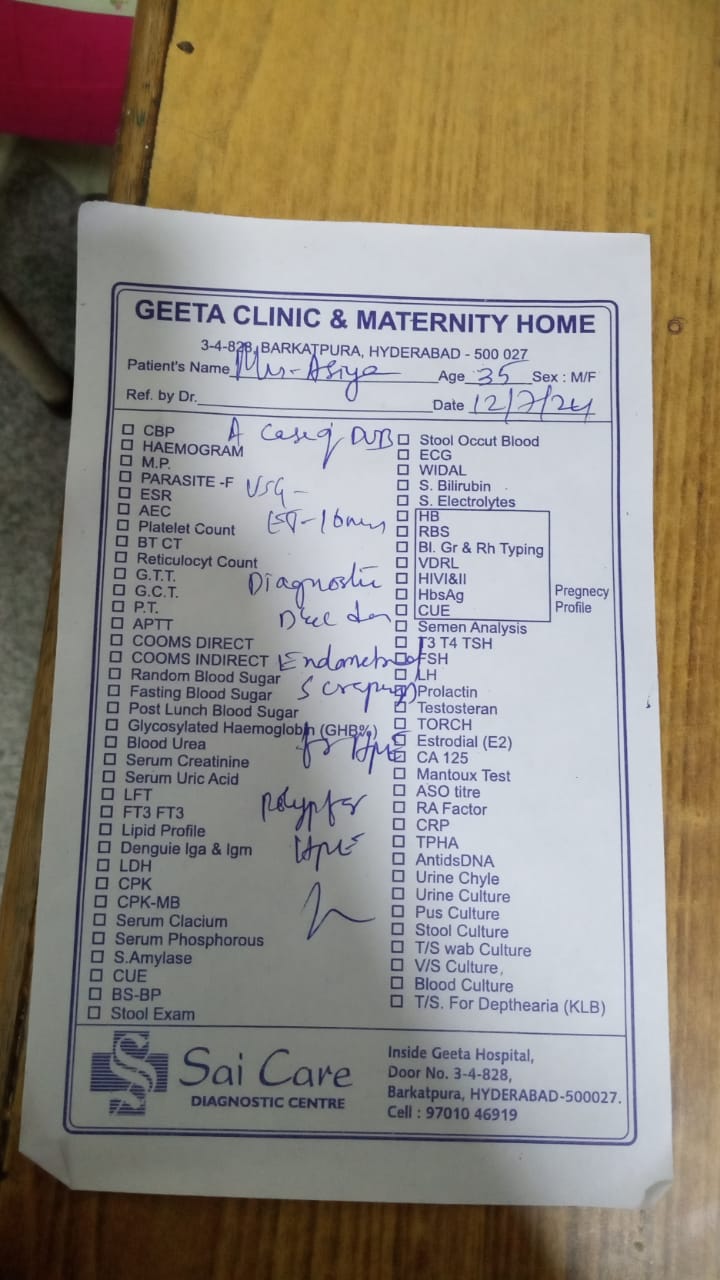 GEETA CLINIC & MATERNITY HOME
3-4-828, BARKATPURA, HYDERABAD - 500 027
Patient's Name Mrs - Asiya Age 35 Sex : M/F
Ref. by Dr. Date 12/7/24
A case of DUB
USG -
ET - 16mm
Diagnostic
D&C done
Endometrial
Scrapings
for HPE
Polyp for
HPE
CBP
HAEMOGRAM
M.P.
PARASITE -F
ESR
AEC
Platelet Count
BT CT
Reticulocyt Count
G.T.T.
G.C.T.
P.T.
APTT
COOMS DIRECT
COOMS INDIRECT
Random Blood Sugar
Fasting Blood Sugar
Post Lunch Blood Sugar
Glycosylated Haemoglobin (GHB%)
Blood Urea
Serum Creatinine
Serum Uric Acid
LFT
FT3 FT3
Lipid Profile
Denguie Iga & Igm
LDH
CPK
CPK-MB
Serum Clacium
Serum Phosphorous
S.Amylase
CUE
BS-BP
Stool Exam
Stool Occut Blood
ECG
WIDAL
S. Bilirubin
S. Electrolytes
HB
RBS
Bl. Gr & Rh Typing
VDRL
HIVI&II
HbsAg
CUE
Pregnecy
Profile
Semen Analysis
T3 T4 TSH
FSH
LH
Prolactin
Testosteran
TORCH
Estrodial (E2)
CA 125
Mantoux Test
ASO titre
RA Factor
CRP
TPHA
AntidsDNA
Urine Chyle
Urine Culture
Pus Culture
Stool Culture
T/S wab Culture
V/S Culture,
Blood Culture
T/S. For Depthearia (KLB)
Sai Care
DIAGNOSTIC CENTRE
Inside Geeta Hospital,
Door No. 3-4-828,
Barkatpura, HYDERABAD-500027.
Cell : 97010 46919